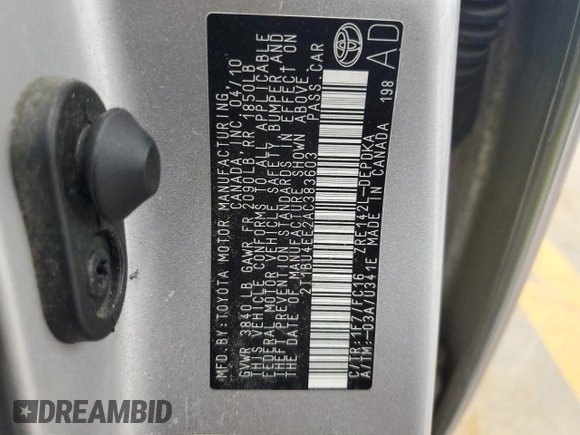 MFD.BY:TOYOTA MOTOR MANUFACTURING
CANADA, INC. 04/10
GVWR 3840 LB GAWR FR 2090LB RR 1850LB
THIS VEHICLE CONFORMS TO ALL APPLICABLE
FEDERAL MOTOR VEHICLE SAFETY, BUMPER AND
THEFT PREVENTION STANDARDS IN EFFECT ON
THE DATE OF MANUFACTURE SHOWN ABOVE.
2T1BU4EE2AC383603 PASS.CAR
C/TR: 1F7/FC16 ZRE142L-DEPDKA
A/TM:-03A/U341E MADE IN CANADA 198
AD
DREAMBID